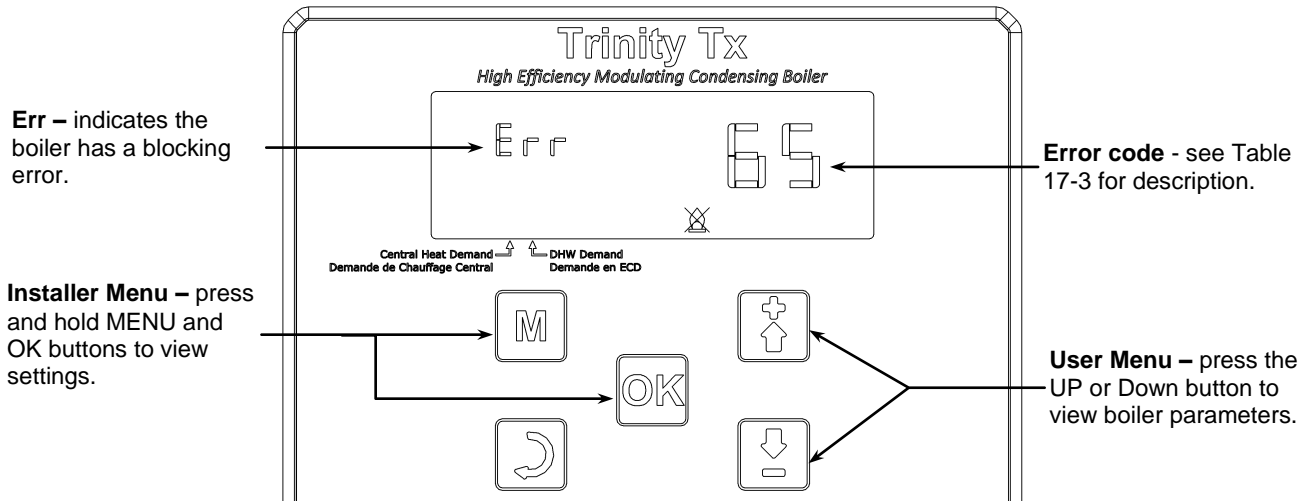 Trinity Tx
High Efficiency Modulating Condensing Boiler
Err – indicates the
boiler has a blocking
error.
Err 65
Error code - see Table
17-3 for description.
Central Heat Demand
Demande de Chauffage Central
DHW Demand
Demande en ECD
Installer Menu – press
and hold MENU and
OK buttons to view
settings.
M
OK
User Menu – press the
UP or Down button to
view boiler parameters.